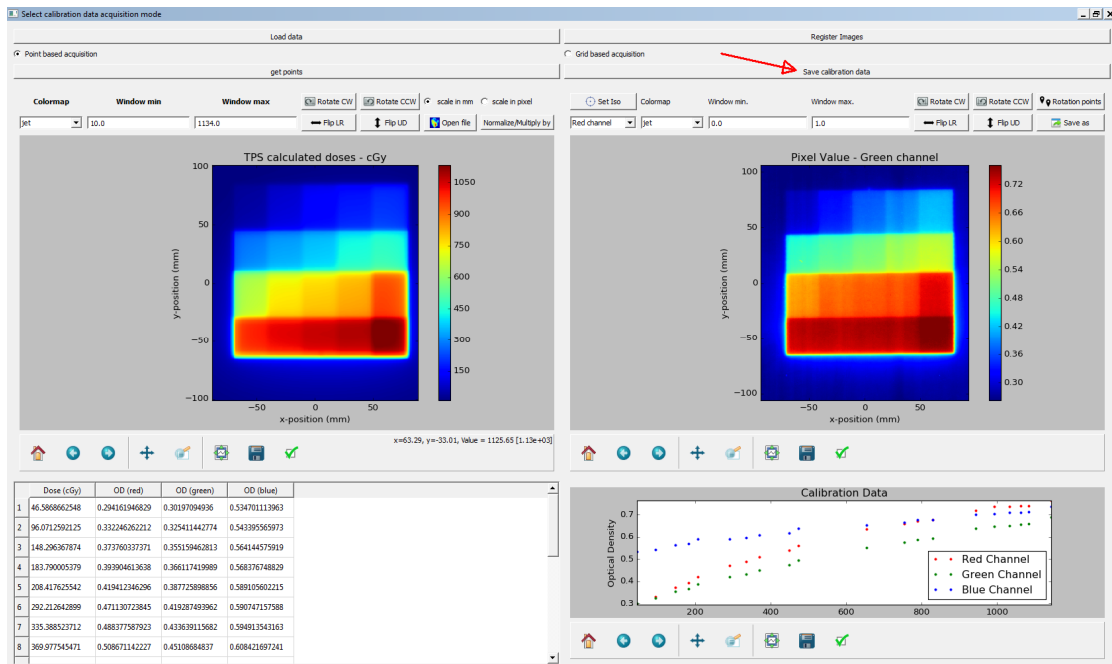 Select calibration data acquisition mode
Load data
Register Images
Point based acquisition
Grid based acquisition
get points
Save calibration data
Colormap Window min Window max Rotate CW Rotate CCW scale in mm scale in pixel
jet 10.0 1134.0 Flip LR Flip UD Open file Normalize/Multiply by
Set Iso Colormap Window min. Window max. Rotate CW Rotate CCW Rotation points
Red channel jet 0.0 1.0 Flip LR Flip UD Save as
TPS calculated doses - cGy
100
50
0
−50
−100
y-position (mm)
−50 0 50
x-position (mm)
1050
900
750
600
450
300
150
Pixel Value - Green channel
100
50
0
−50
−100
y-position (mm)
−50 0 50
x-position (mm)
0.72
0.66
0.60
0.54
0.48
0.42
0.36
0.30
x=63.29, y=-33.01, Value = 1125.65 [1.13e+03]
Dose (cGy) OD (red) OD (green) OD (blue)
1 46.5868662548 0.294161946829 0.30197094936 0.534701113963
2 96.0712592125 0.332246262212 0.325411442774 0.543395565973
3 148.296367874 0.373760337371 0.355159462813 0.564144575919
4 183.790005379 0.393904613638 0.366117419989 0.568376748829
5 208.417625542 0.419412346296 0.387725898856 0.589105602215
6 292.212642899 0.471130723845 0.419287493962 0.590747157588
7 335.388523712 0.488377587923 0.433639115682 0.594913543163
8 369.977545471 0.508671142227 0.45108684837 0.608421697241
Calibration Data
0.7
0.6
0.5
0.4
0.3
Optical Density
200 400 600 800 1000
Red Channel
Green Channel
Blue Channel